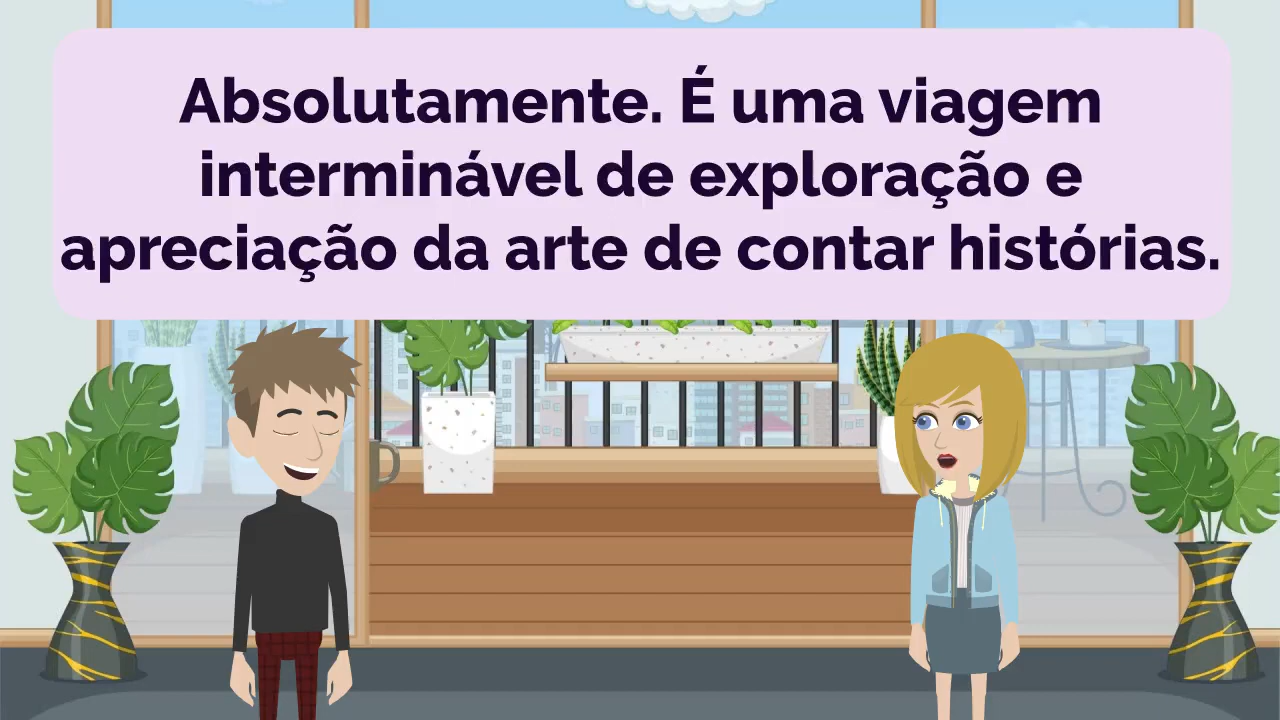 Absolutamente. É uma viagem
interminável de exploração e
apreciação da arte de contar histórias.